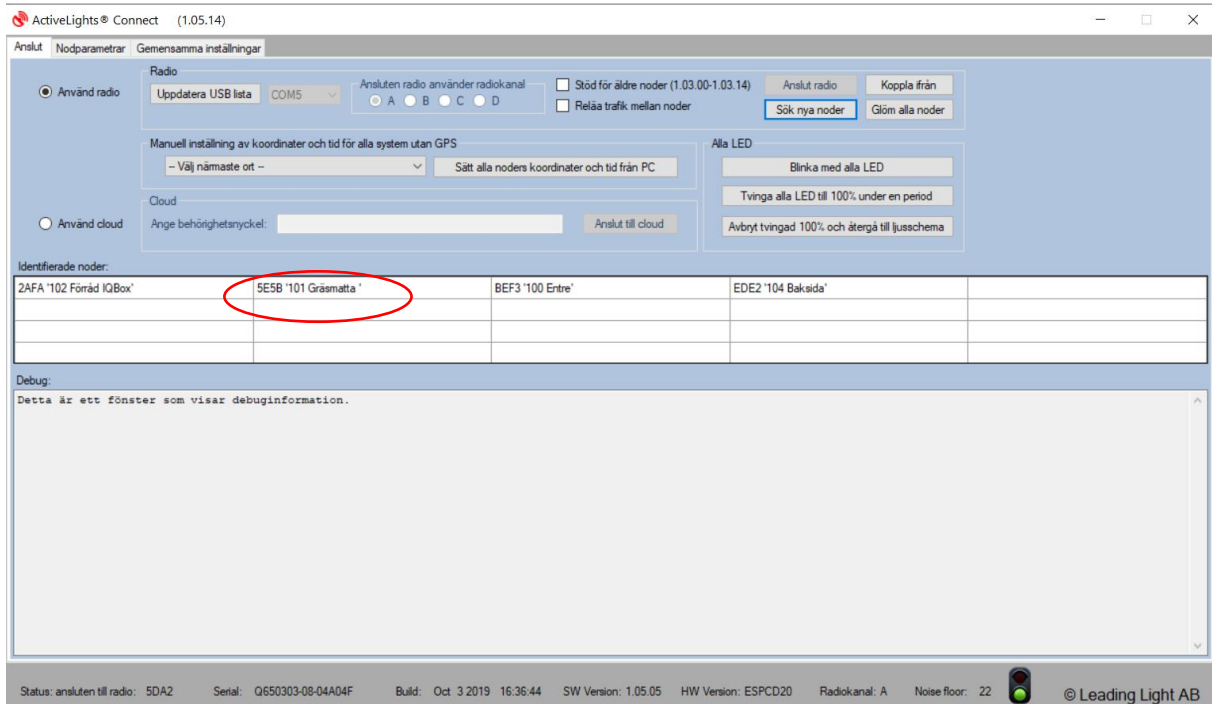 ActiveLights® Connect (1.05.14)
Anslut Nodparametrar Gemensamma inställningar
Använd radio
Radio
Uppdatera USB lista COM5
Ansluten radio använder radiokanal
A B C D
Stöd för äldre noder (1.03.00-1.03.14)
Reläa trafik mellan noder
Anslut radio Koppla ifrån
Sök nya noder Glöm alla noder
Manuell inställning av koordinater och tid för alla system utan GPS
-- Välj närmaste ort -- Sätt alla noders koordinater och tid från PC
Alla LED
Blinka med alla LED
Tvinga alla LED till 100% under en period
Avbryt tvingad 100% och återgå till ljusschema
Använd cloud
Cloud
Ange behörighetsnyckel: Anslut till cloud
Identifierade noder:
2AFA '102 Förråd IQBox' 5E5B '101 Gräsmatta ' BEF3 '100 Entre' EDE2 '104 Baksida'
Debug:
Detta är ett fönster som visar debuginformation.
Status: ansluten till radio: 5DA2 Serial: Q650303-08-04A04F Build: Oct 3 2019 16:36:44 SW Version: 1.05.05 HW Version: ESPCD20 Radiokanal: A Noise floor: 22 © Leading Light AB